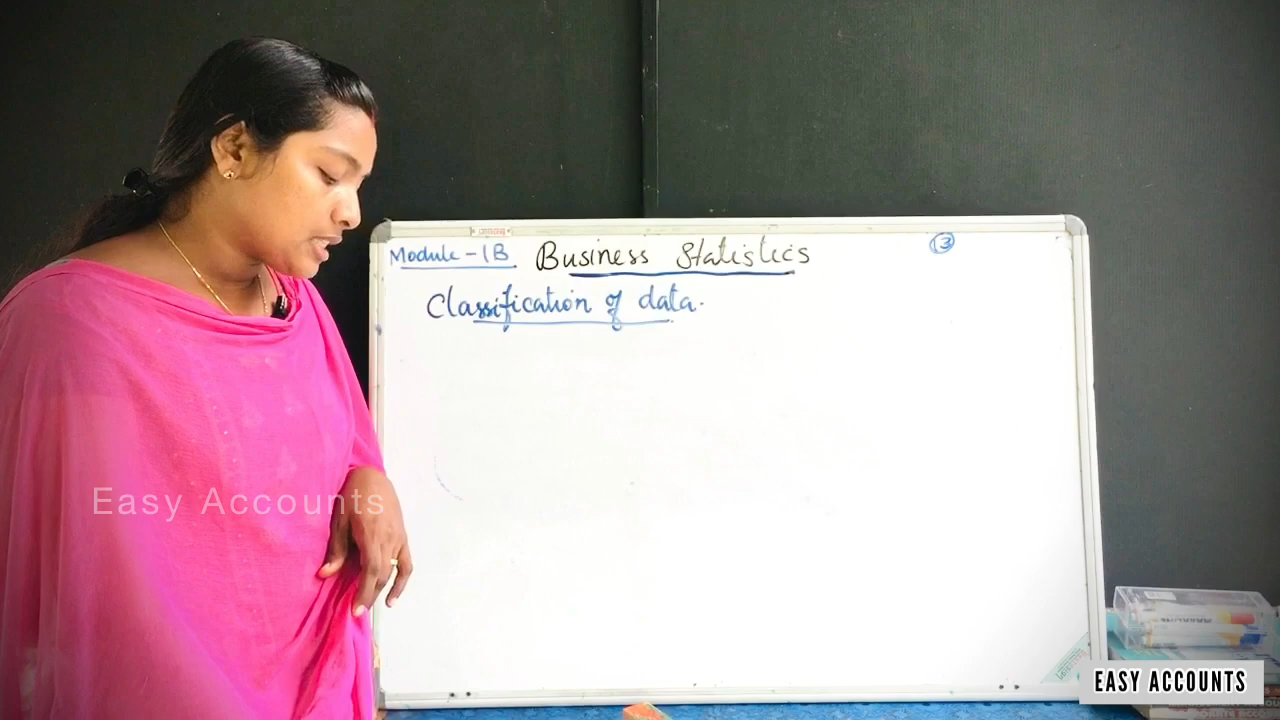 Module - 1B Business Statistics ③
Classification of data.
Easy Accounts
EASY ACCOUNTS